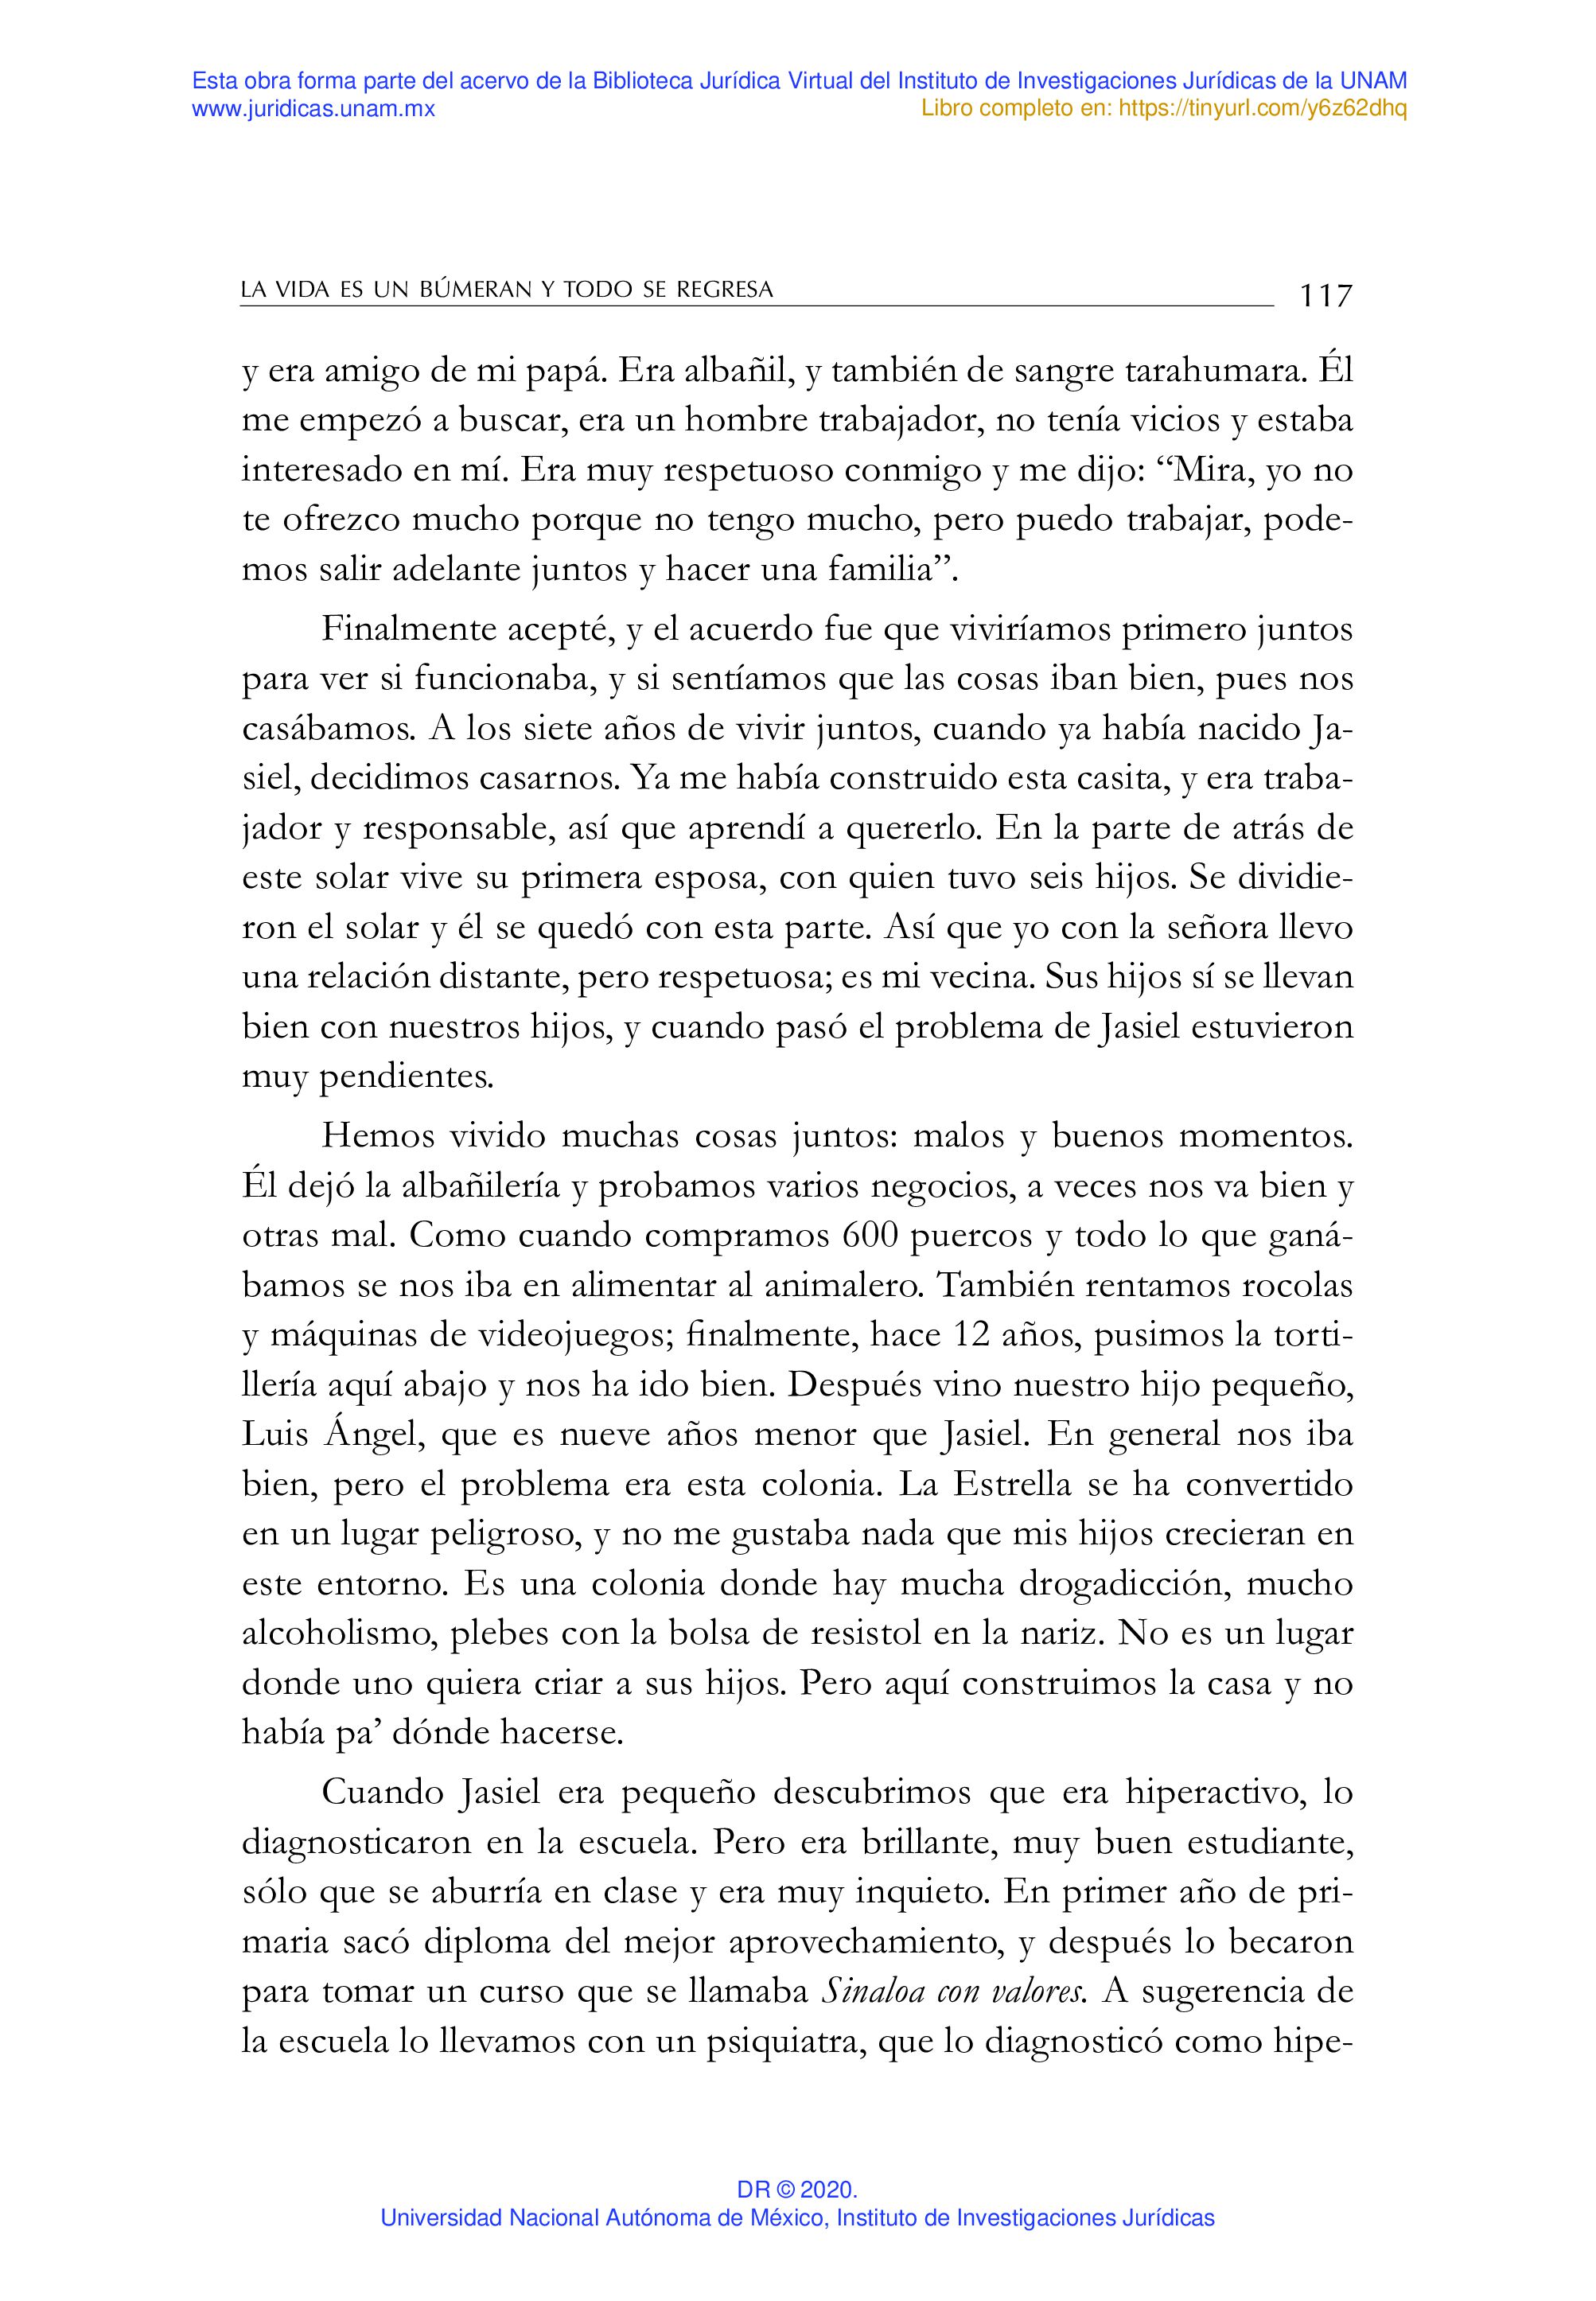 Esta obra forma parte del acervo de la Biblioteca Jurídica Virtual del Instituto de Investigaciones Jurídicas de la UNAM
www.juridicas.unam.mx
Libro completo en: https://tinyurl.com/y6z62dhq
LA VIDA ES UN BÚMERAN Y TODO SE REGRESA
117
y era amigo de mi papá. Era albañil, y también de sangre tarahumara. Él
me empezó a buscar, era un hombre trabajador, no tenía vicios y estaba
interesado en mí. Era muy respetuoso conmigo y me dijo: “Mira, yo no
te ofrezco mucho porque no tengo mucho, pero puedo trabajar, pode-
mos salir adelante juntos y hacer una familia”.
Finalmente acepté, y el acuerdo fue que viviríamos primero juntos
para ver si funcionaba, y si sentíamos que las cosas iban bien, pues nos
casábamos. A los siete años de vivir juntos, cuando ya había nacido Ja-
siel, decidimos casarnos. Ya me había construido esta casita, y era traba-
jador y responsable, así que aprendí a quererlo. En la parte de atrás de
este solar vive su primera esposa, con quien tuvo seis hijos. Se dividie-
ron el solar y él se quedó con esta parte. Así que yo con la señora llevo
una relación distante, pero respetuosa; es mi vecina. Sus hijos sí se llevan
bien con nuestros hijos, y cuando pasó el problema de Jasiel estuvieron
muy pendientes.
Hemos vivido muchas cosas juntos: malos y buenos momentos.
Él dejó la albañilería y probamos varios negocios, a veces nos va bien y
otras mal. Como cuando compramos 600 puercos y todo lo que ganá-
bamos se nos iba en alimentar al animalero. También rentamos rocolas
y máquinas de videojuegos; finalmente, hace 12 años, pusimos la torti-
llería aquí abajo y nos ha ido bien. Después vino nuestro hijo pequeño,
Luis Ángel, que es nueve años menor que Jasiel. En general nos iba
bien, pero el problema era esta colonia. La Estrella se ha convertido
en un lugar peligroso, y no me gustaba nada que mis hijos crecieran en
este entorno. Es una colonia donde hay mucha drogadicción, mucho
alcoholismo, plebes con la bolsa de resistol en la nariz. No es un lugar
donde uno quiera criar a sus hijos. Pero aquí construimos la casa y no
había pa’ dónde hacerse.
Cuando Jasiel era pequeño descubrimos que era hiperactivo, lo
diagnosticaron en la escuela. Pero era brillante, muy buen estudiante,
sólo que se aburría en clase y era muy inquieto. En primer año de pri-
maria sacó diploma del mejor aprovechamiento, y después lo becaron
para tomar un curso que se llamaba Sinaloa con valores. A sugerencia de
la escuela lo llevamos con un psiquiatra, que lo diagnosticó como hipe-
DR © 2020.
Universidad Nacional Autónoma de México, Instituto de Investigaciones Jurídicas